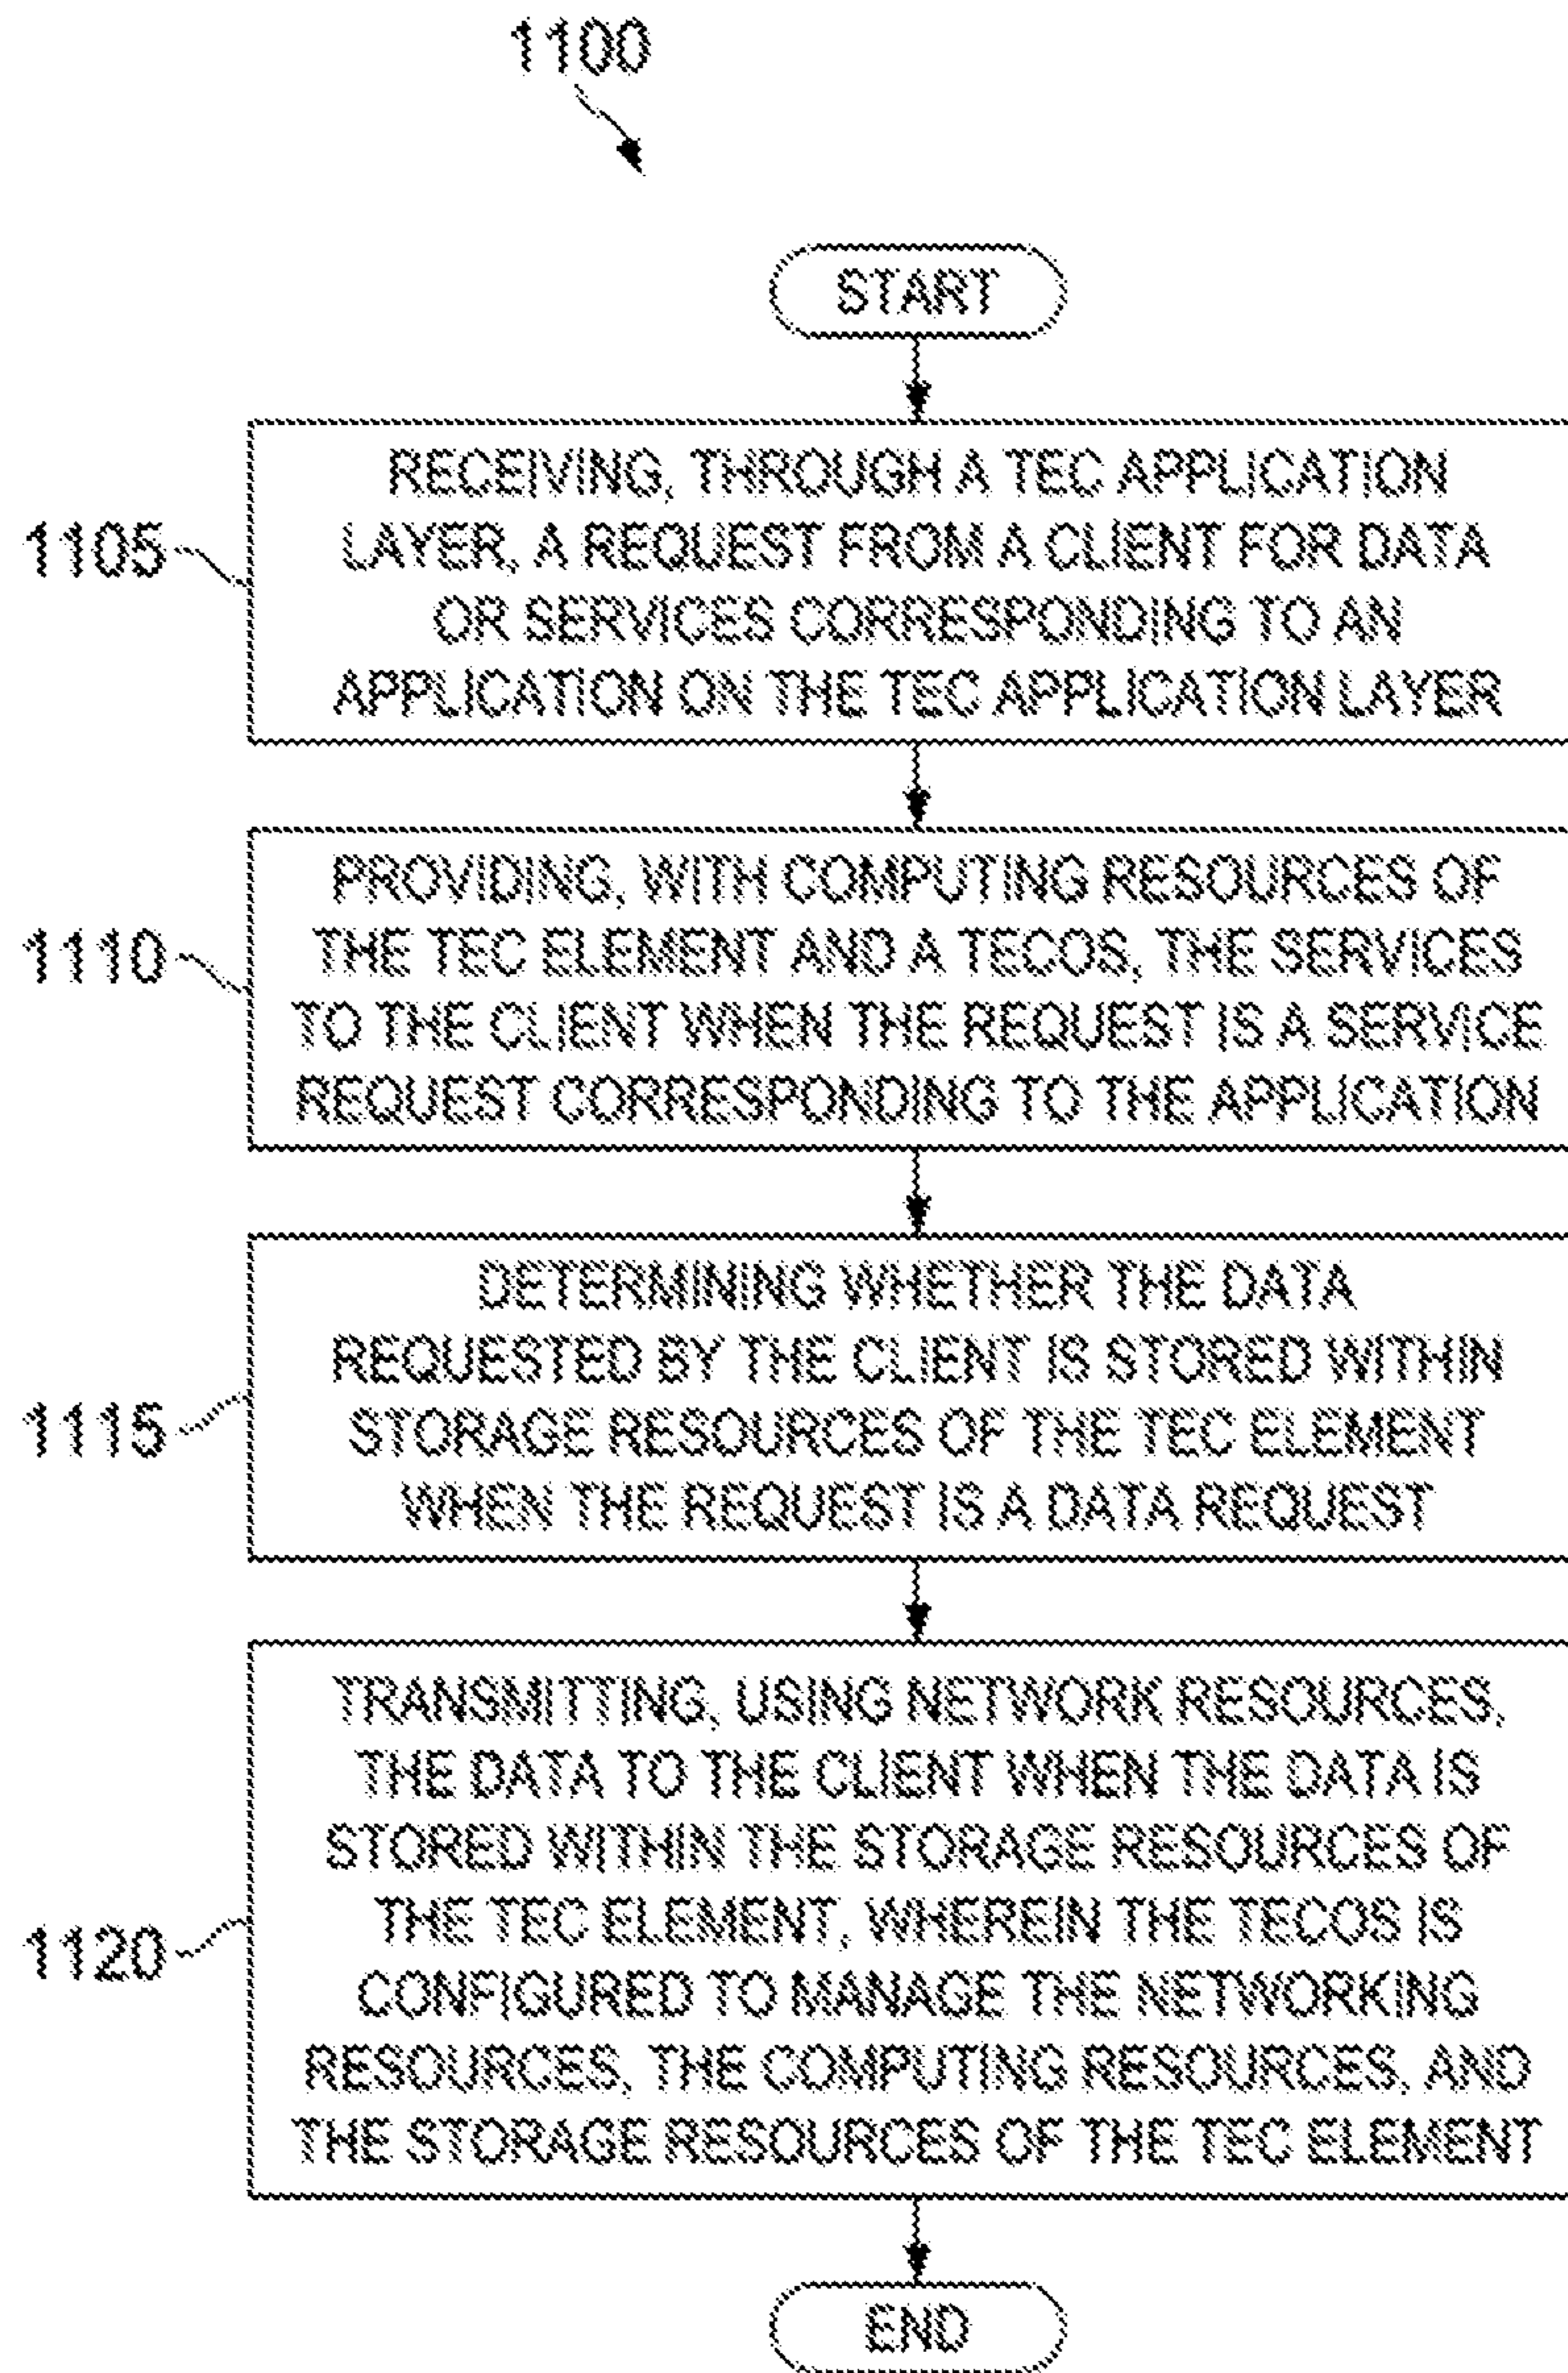 1100
START
1105
RECEIVING, THROUGH A TEC APPLICATION
LAYER, A REQUEST FROM A CLIENT FOR DATA
OR SERVICES CORRESPONDING TO AN
APPLICATION ON THE TEC APPLICATION LAYER
1110
PROVIDING, WITH COMPUTING RESOURCES OF
THE TEC ELEMENT AND A TECOS, THE SERVICES
TO THE CLIENT WHEN THE REQUEST IS A SERVICE
REQUEST CORRESPONDING TO THE APPLICATION
1115
DETERMINING WHETHER THE DATA
REQUESTED BY THE CLIENT IS STORED WITHIN
STORAGE RESOURCES OF THE TEC ELEMENT
WHEN THE REQUEST IS A DATA REQUEST
1120
TRANSMITTING, USING NETWORK RESOURCES,
THE DATA TO THE CLIENT WHEN THE DATA IS
STORED WITHIN THE STORAGE RESOURCES OF
THE TEC ELEMENT, WHEREIN THE TECOS IS
CONFIGURED TO MANAGE THE NETWORKING
RESOURCES, THE COMPUTING RESOURCES, AND
THE STORAGE RESOURCES OF THE TEC ELEMENT
END